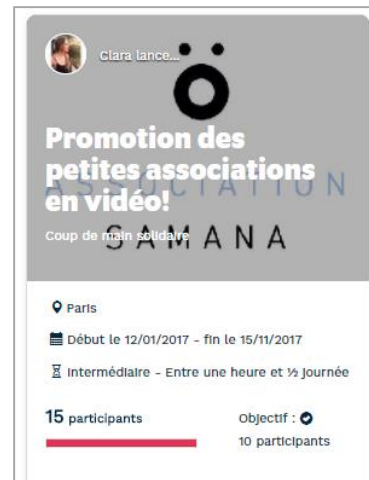 Clara lance...
Promotion des
petites associations
en vidéo!
ASSOCIATION
Coup de main solidaire
SAMANA
Paris
Début le 12/01/2017 - fin le 15/11/2017
Intermédiaire - Entre une heure et ½ journée
15 participants
Objectif :
10 participants